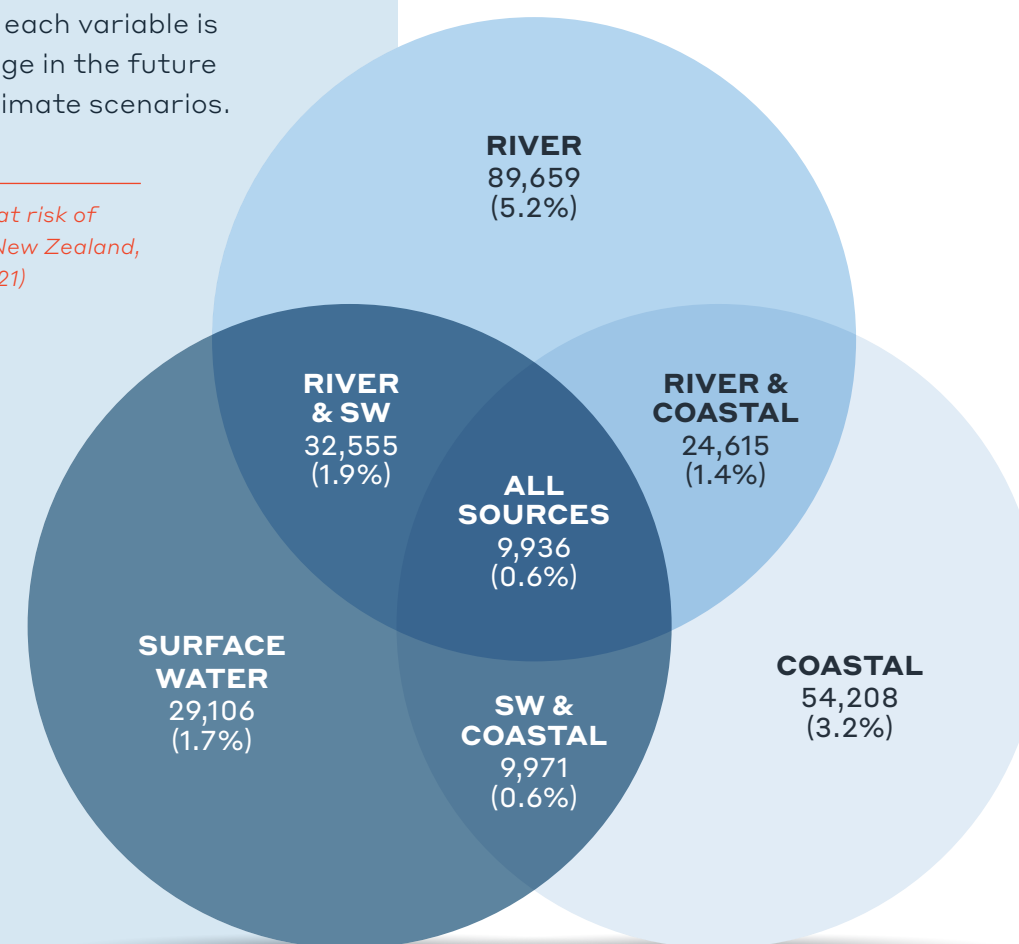 each variable is
ge in the future
imate scenarios.
at risk of
New Zealand,
21)
RIVER
89,659
(5.2%)
RIVER
& SW
32,555
(1.9%)
RIVER &
COASTAL
24,615
(1.4%)
ALL
SOURCES
9,936
(0.6%)
SURFACE
WATER
29,106
(1.7%)
SW &
COASTAL
9,971
(0.6%)
COASTAL
54,208
(3.2%)